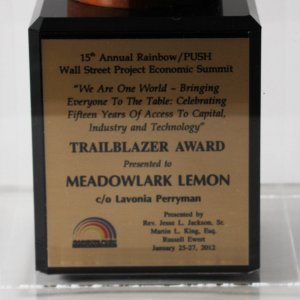 15th Annual Rainbow/PUSH
Wall Street Project Economic Summit
"We Are One World – Bringing
Everyone To The Table: Celebrating
Fifteen Years Of Access To Capital,
Industry and Technology"
TRAILBLAZER AWARD
Presented to
MEADOWLARK LEMON
c/o Lavonia Perryman
Presented by
Rev. Jesse L. Jackson, Sr.
Martin L. King, Esq.
Russell Ewert
January 25-27, 2012